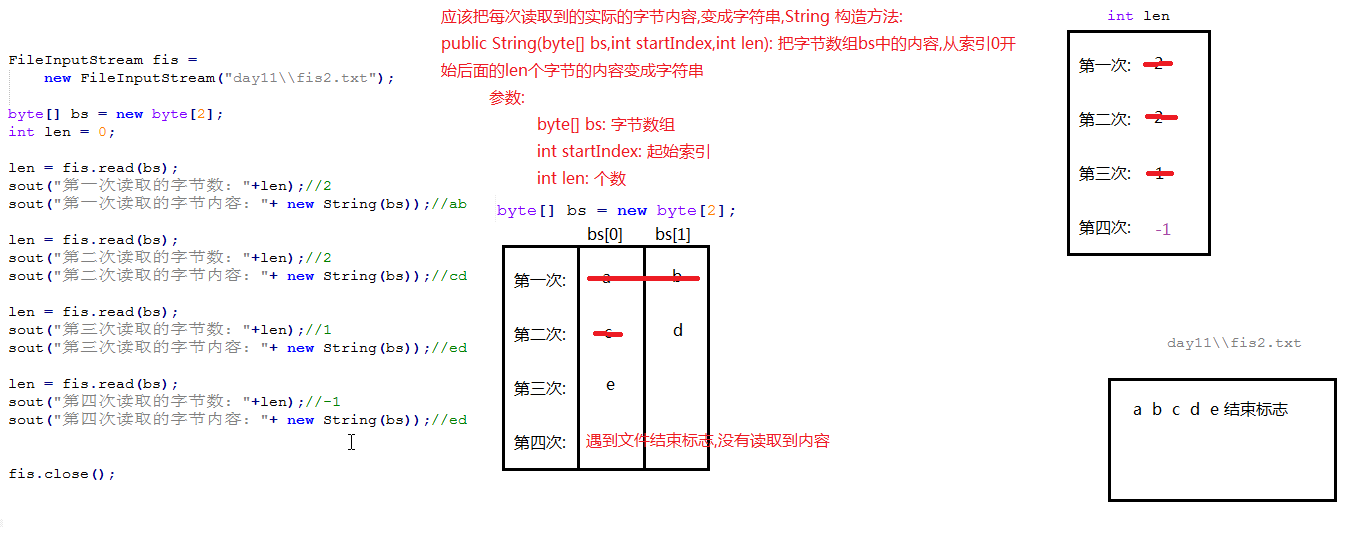 FileInputStream fis =
new FileInputStream("day11\\fis2.txt");
byte[] bs = new byte[2];
int len = 0;
len = fis.read(bs);
sout("第一次读取的字节数: "+len);//2
sout("第一次读取的字节内容: "+ new String(bs));//ab
len = fis.read(bs);
sout("第二次读取的字节数: "+len);//2
sout("第二次读取的字节内容: "+ new String(bs));//cd
len = fis.read(bs);
sout("第三次读取的字节数: "+len);//1
sout("第三次读取的字节内容: "+ new String(bs));//ed
len = fis.read(bs);
sout("第四次读取的字节数: "+len);//-1
sout("第四次读取的字节内容: "+ new String(bs));//ed
fis.close();
应该把每次读取到的实际的字节内容,变成字符串,String 构造方法:
public String(byte[] bs,int startIndex,int len): 把字节数组bs中的内容,从索引0开
始后面的len个字节的内容变成字符串
参数:
byte[] bs: 字节数组
int startIndex: 起始索引
int len: 个数
byte[] bs = new byte[2];
bs[0] bs[1]
第一次: a b
第二次: c d
第三次: e
第四次: 遇到文件结束标志,没有读取到内容
int len
第一次: 2
第二次: 2
第三次: 1
第四次: -1
day11\\fis2.txt
a b c d e 结束标志